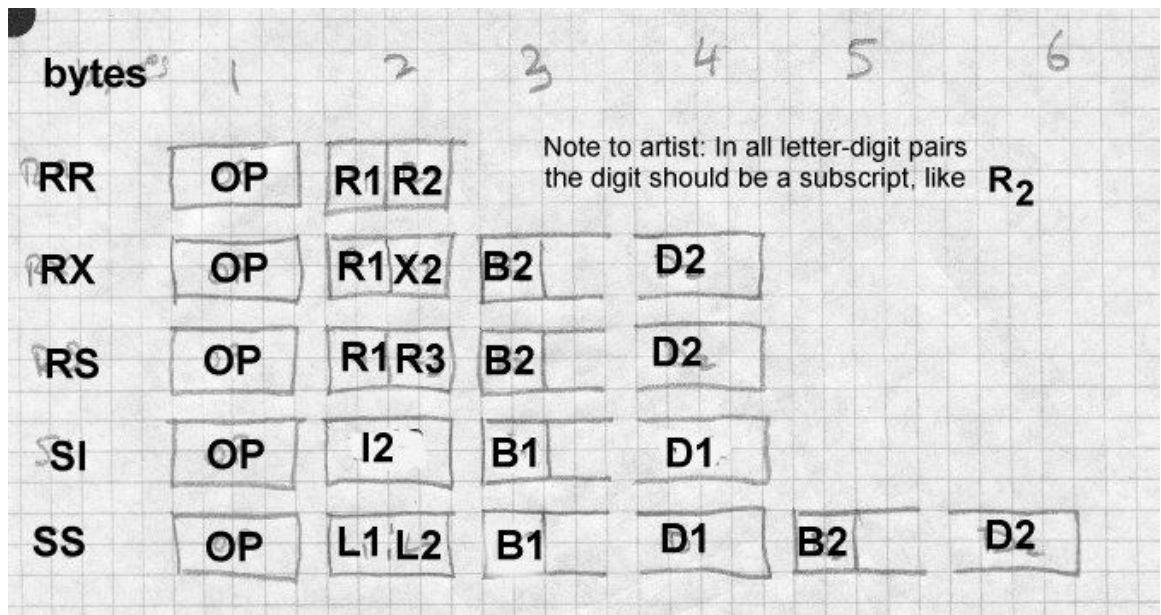 bytes 1 2 3 4 5 6
Note to artist: In all letter-digit pairs
the digit should be a subscript, like R₂
RR OP R1 R2
RX OP R1 X2 B2 D2
RS OP R1 R3 B2 D2
SI OP I2 B1 D1
SS OP L1 L2 B1 D1 B2 D2